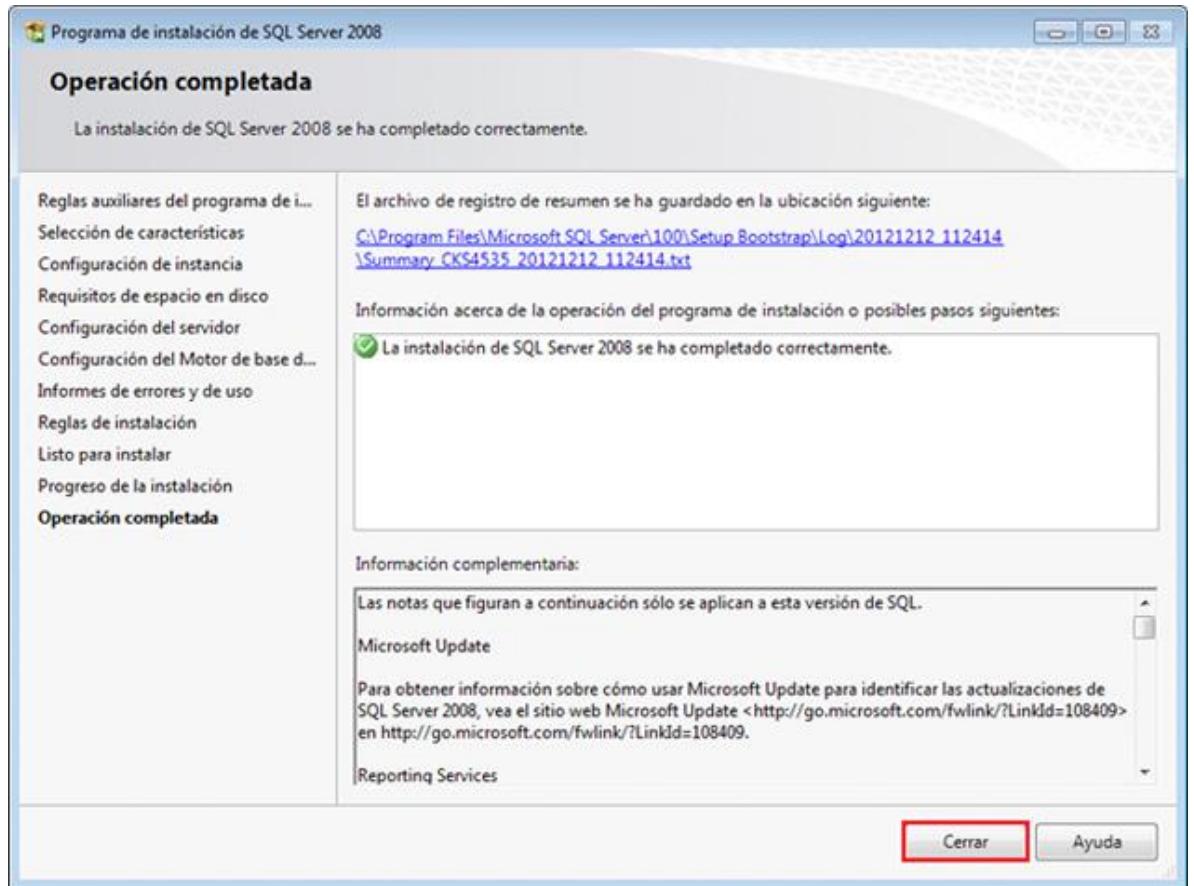 Programa de instalación de SQL Server 2008
Operación completada
La instalación de SQL Server 2008 se ha completado correctamente.
Reglas auxiliares del programa de i...
Selección de características
Configuración de instancia
Requisitos de espacio en disco
Configuración del servidor
Configuración del Motor de base d...
Informes de errores y de uso
Reglas de instalación
Listo para instalar
Progreso de la instalación
Operación completada
El archivo de registro de resumen se ha guardado en la ubicación siguiente:
C:\Program Files\Microsoft SQL Server\100\Setup Bootstrap\Log\20121212_112414
\Summary_CKS4535_20121212_112414.txt
Información acerca de la operación del programa de instalación o posibles pasos siguientes:
La instalación de SQL Server 2008 se ha completado correctamente.
Información complementaria:
Las notas que figuran a continuación sólo se aplican a esta versión de SQL.
Microsoft Update
Para obtener información sobre cómo usar Microsoft Update para identificar las actualizaciones de
SQL Server 2008, vea el sitio web Microsoft Update <http://go.microsoft.com/fwlink/?LinkId=108409>
en http://go.microsoft.com/fwlink/?LinkId=108409.
Reporting Services
Cerrar
Ayuda